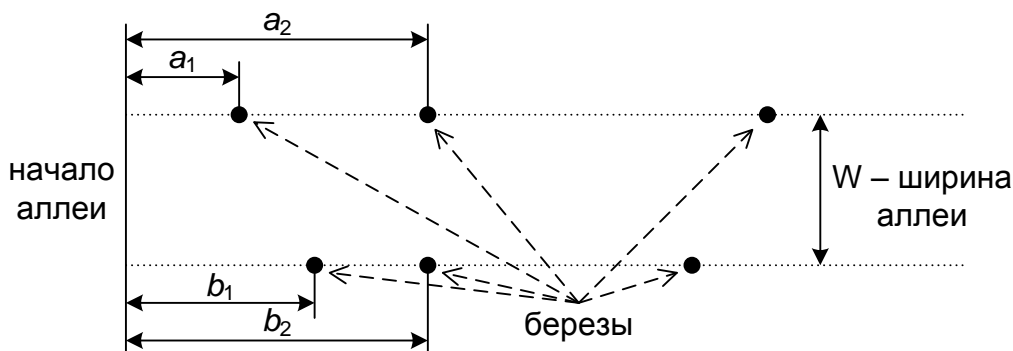 a₂
a₁
начало
аллеи
W – ширина
аллеи
b₁
b₂
березы